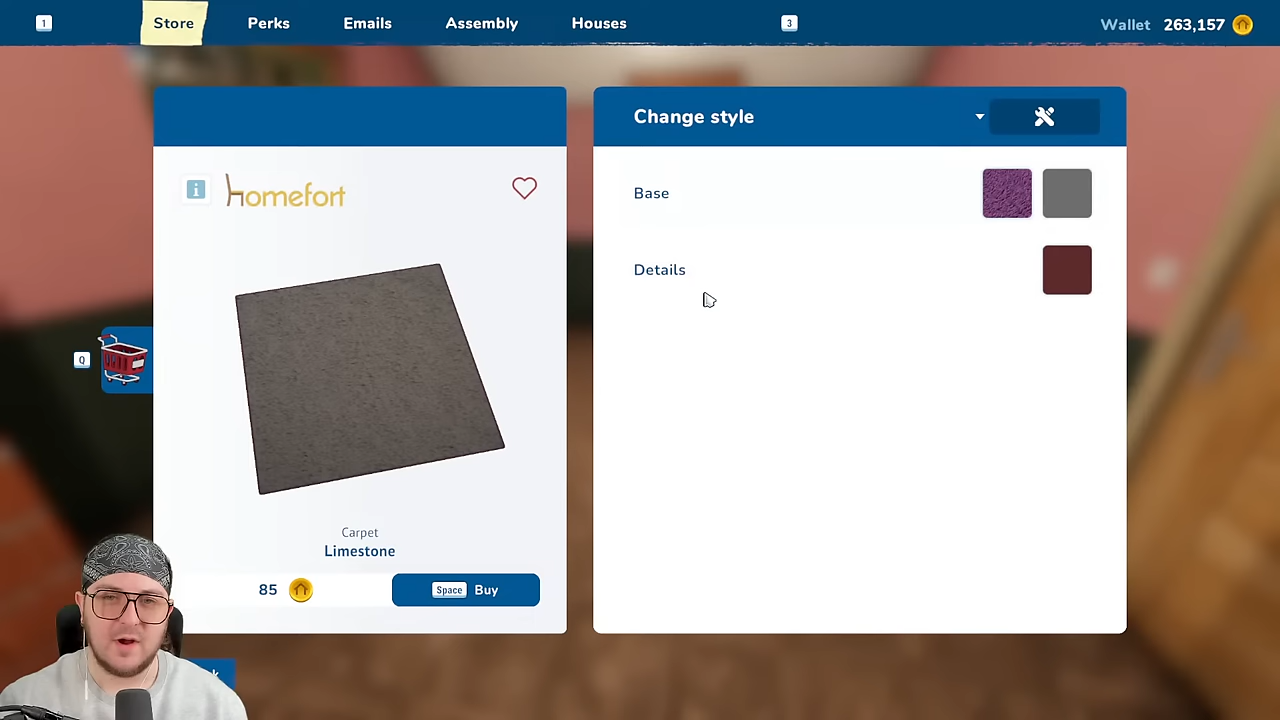 1
Store
Perks
Emails
Assembly
Houses
3
Wallet 263,157
i
homefort
Change style
Base
Details
Q
Carpet
Limestone
85
Space Buy